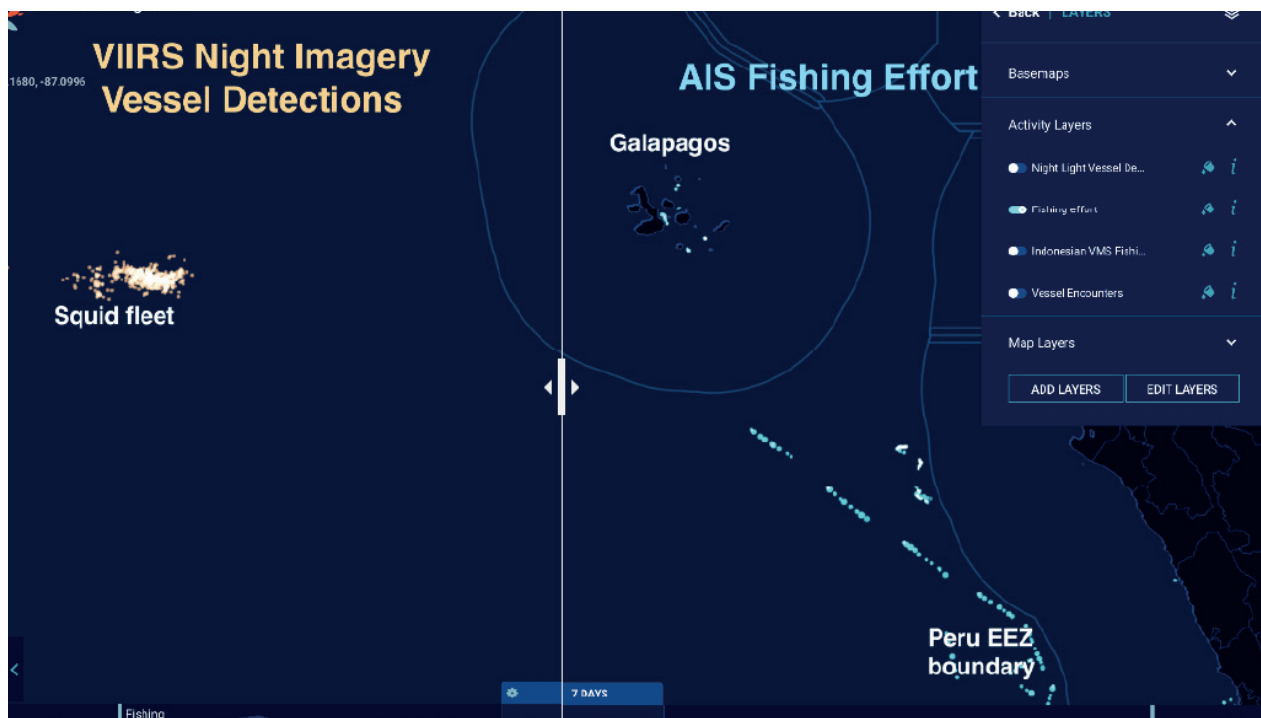 Back | LAYERS
VIIRS Night Imagery
Vessel Detections
1680, -87.0996
AIS Fishing Effort
Basemaps
Activity Layers
Galapagos
Night Light Vessel De...
Fishing effort
Indonesian VMS Fishi...
Vessel Encounters
Squid fleet
Map Layers
ADD LAYERS
EDIT LAYERS
Peru EEZ
boundary
7 DAYS
Fishing